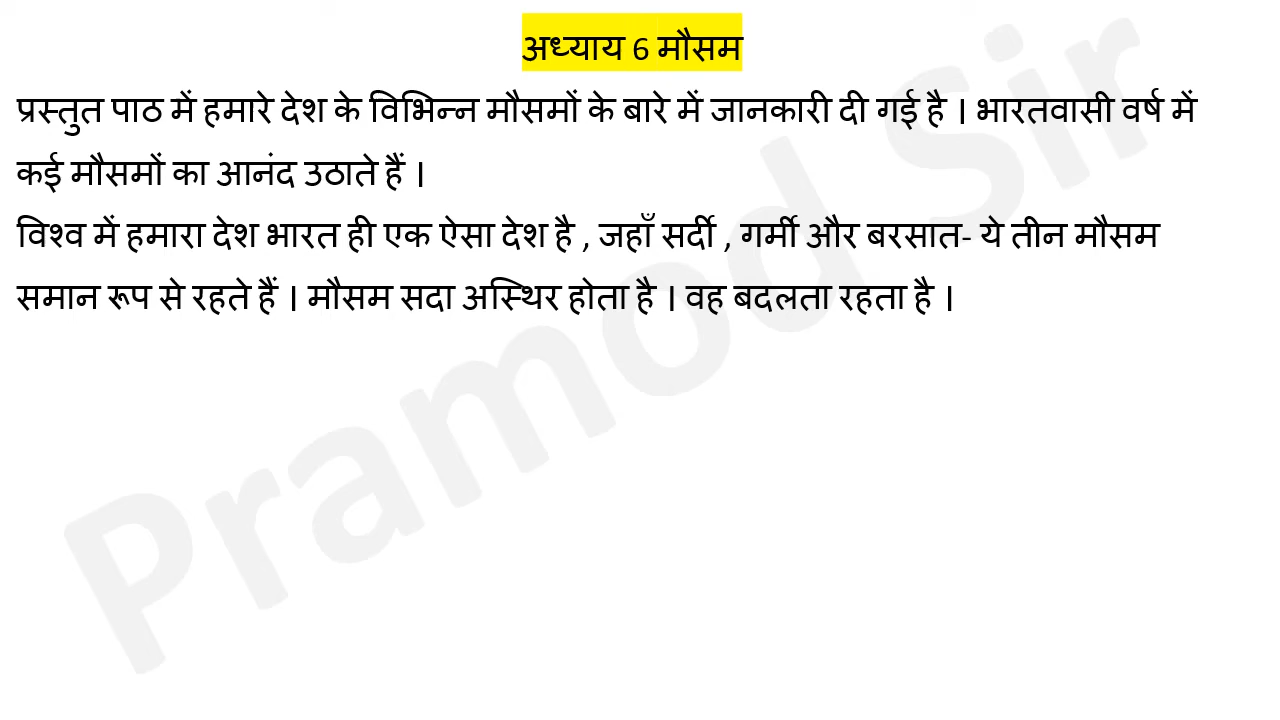 अध्याय 6 मौसम
प्रस्तुत पाठ में हमारे देश के विभिन्न मौसमों के बारे में जानकारी दी गई है । भारतवासी वर्ष में
कई मौसमों का आनंद उठाते हैं ।
विश्व में हमारा देश भारत ही एक ऐसा देश है , जहाँ सर्दी , गर्मी और बरसात- ये तीन मौसम
समान रूप से रहते हैं । मौसम सदा अस्थिर होता है । वह बदलता रहता है ।
Pramod Sir